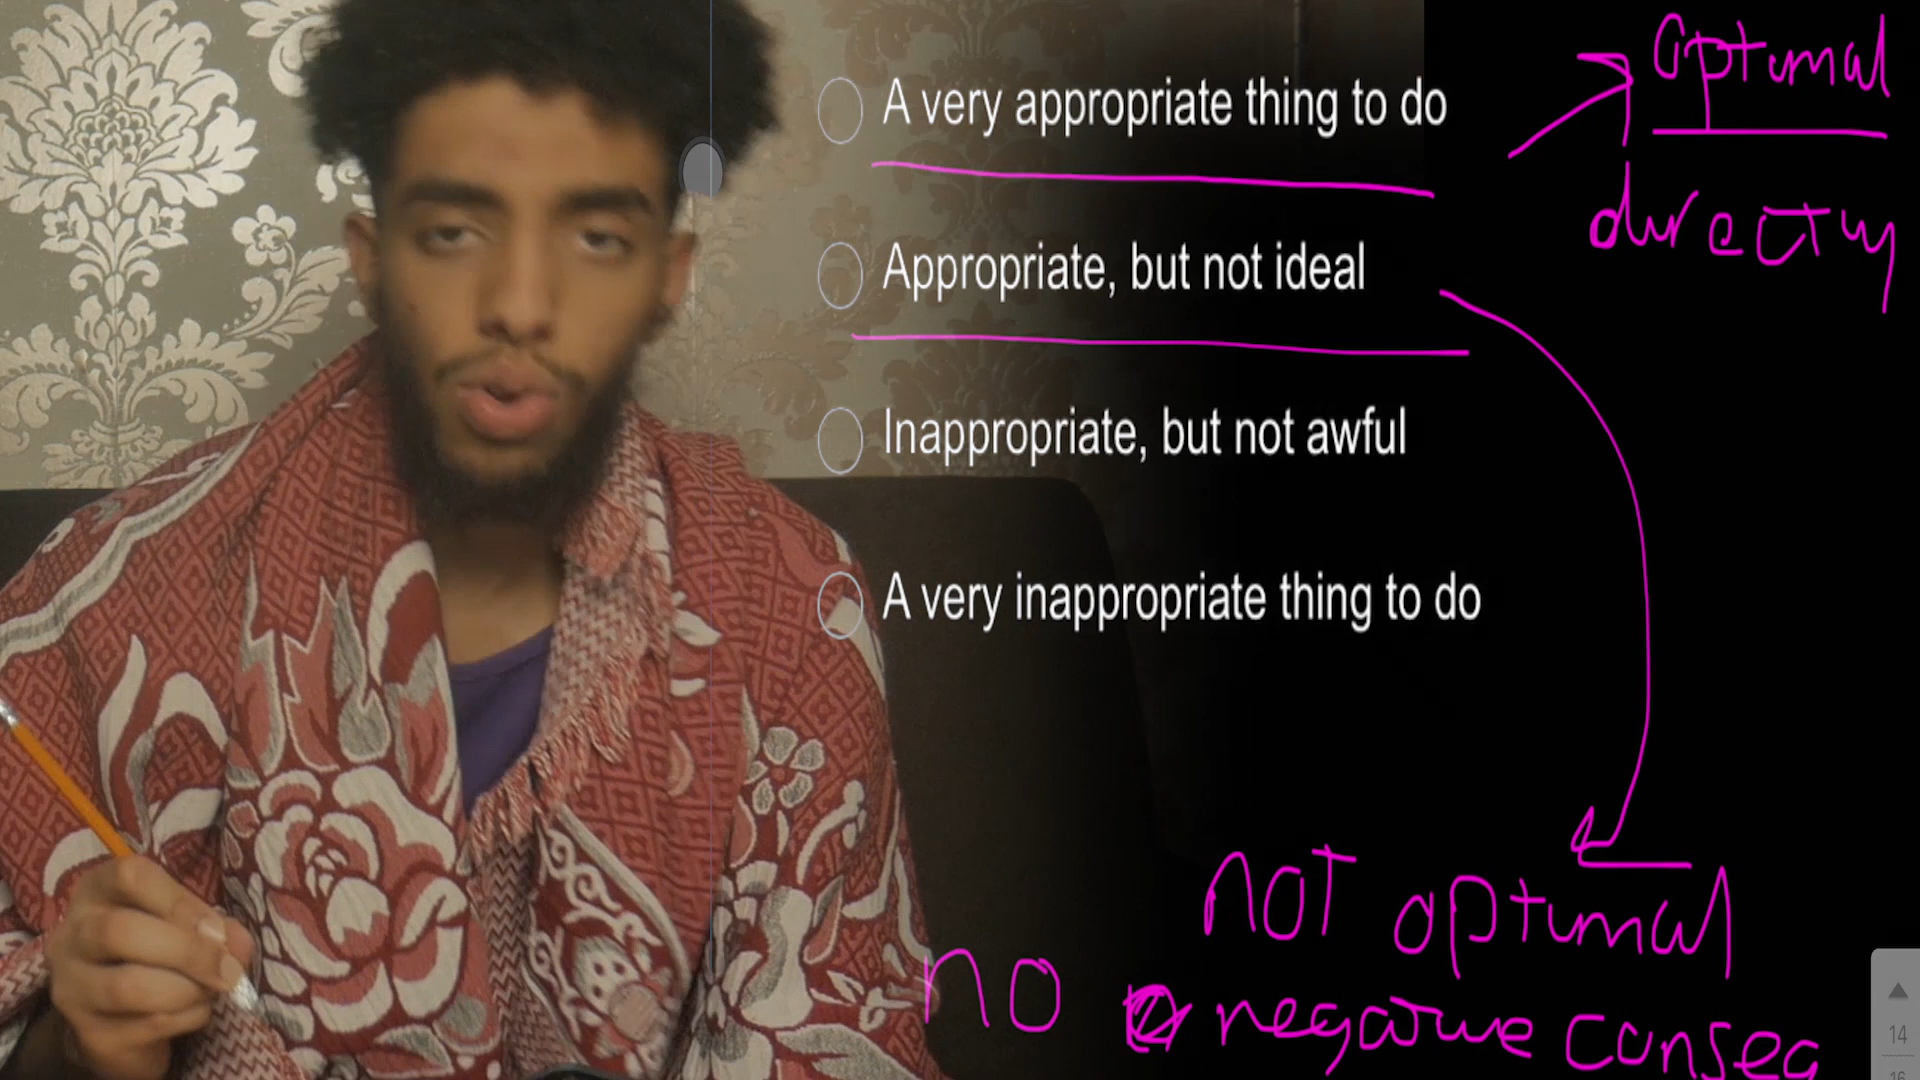 A very appropriate thing to do
Appropriate, but not ideal
Inappropriate, but not awful
A very inappropriate thing to do
optimal
directly
not optimal
no negative conseq
14
16